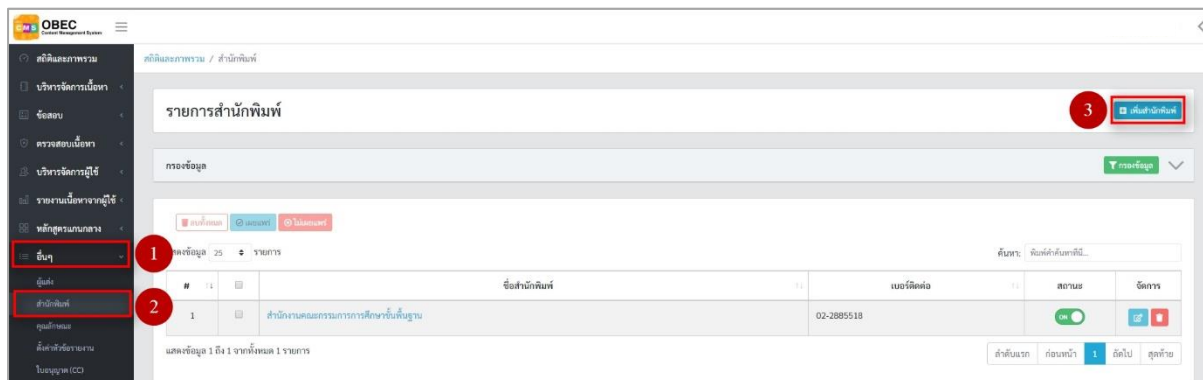 CMS OBEC
Content Management System
สถิติและภาพรวม
บริหารจัดการเนื้อหา
ข้อสอบ
ตรวจสอบเนื้อหา
บริหารจัดการผู้ใช้
รายงานเนื้อหาจากผู้ใช้
หลักสูตรแกนกลาง
1
อื่นๆ
ผู้แต่ง
2
สำนักพิมพ์
คุณลักษณะ
ตั้งค่าหัวข้อรายงาน
ใบอนุญาต (CC)
สถิติและภาพรวม / สำนักพิมพ์
รายการสำนักพิมพ์
3
เพิ่มสำนักพิมพ์
กรองข้อมูล
กรองข้อมูล
ลบทั้งหมด เผยแพร่ ไม่เผยแพร่
แสดงข้อมูล 25 รายการ
ค้นหา: พิมพ์คำค้นหาที่นี่...
# ชื่อสำนักพิมพ์ เบอร์ติดต่อ สถานะ จัดการ
1 สำนักงานคณะกรรมการการศึกษาขั้นพื้นฐาน 02-2885518 ON
แสดงข้อมูล 1 ถึง 1 จากทั้งหมด 1 รายการ
ลำดับแรก ก่อนหน้า 1 ถัดไป สุดท้าย